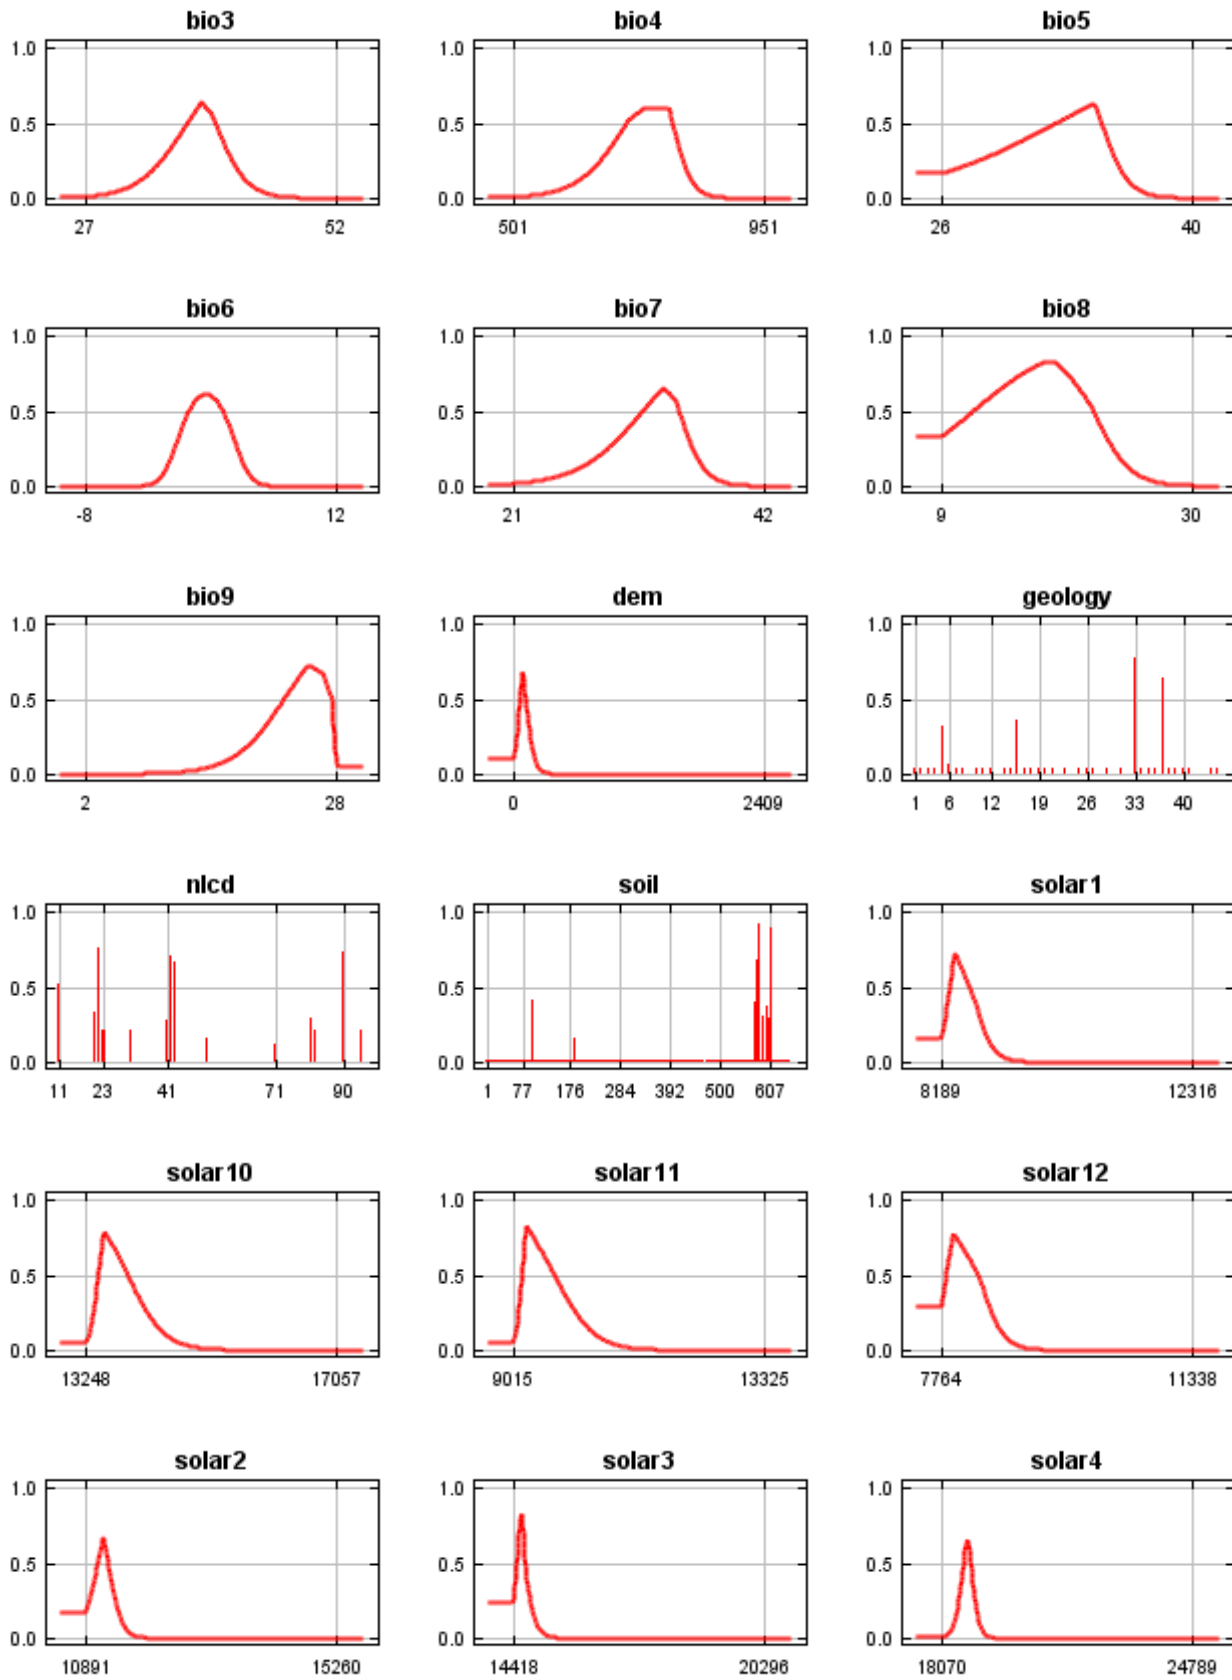 bio3 bio4 bio5
1.0 1.0 1.0
0.5 0.5 0.5
0.0 0.0 0.0
27 52 501 951 26 40
bio6 bio7 bio8
1.0 1.0 1.0
0.5 0.5 0.5
0.0 0.0 0.0
-8 12 21 42 9 30
bio9 dem geology
1.0 1.0 1.0
0.5 0.5 0.5
0.0 0.0 0.0
2 28 0 2409 1 6 12 19 26 33 40
nlcd soil solar1
1.0 1.0 1.0
0.5 0.5 0.5
0.0 0.0 0.0
11 23 41 71 90 1 77 176 284 392 500 607 8189 12316
solar10 solar11 solar12
1.0 1.0 1.0
0.5 0.5 0.5
0.0 0.0 0.0
13248 17057 9015 13325 7764 11338
solar2 solar3 solar4
1.0 1.0 1.0
0.5 0.5 0.5
0.0 0.0 0.0
10891 15260 14418 20296 18070 24789